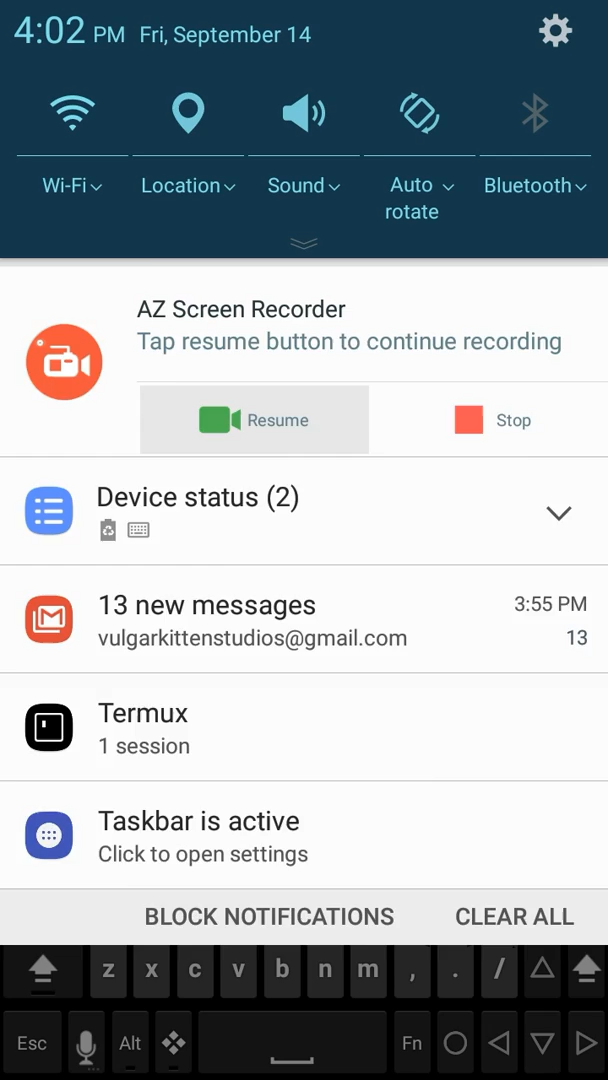 4:02 PM Fri, September 14
Wi-Fi Location Sound Auto rotate Bluetooth
AZ Screen Recorder
Tap resume button to continue recording
Resume Stop
Device status (2)
13 new messages 3:55 PM
vulgarkittenstudios@gmail.com 13
Termux
1 session
Taskbar is active
Click to open settings
BLOCK NOTIFICATIONS CLEAR ALL
z x c v b n m , . /
Esc Alt Fn